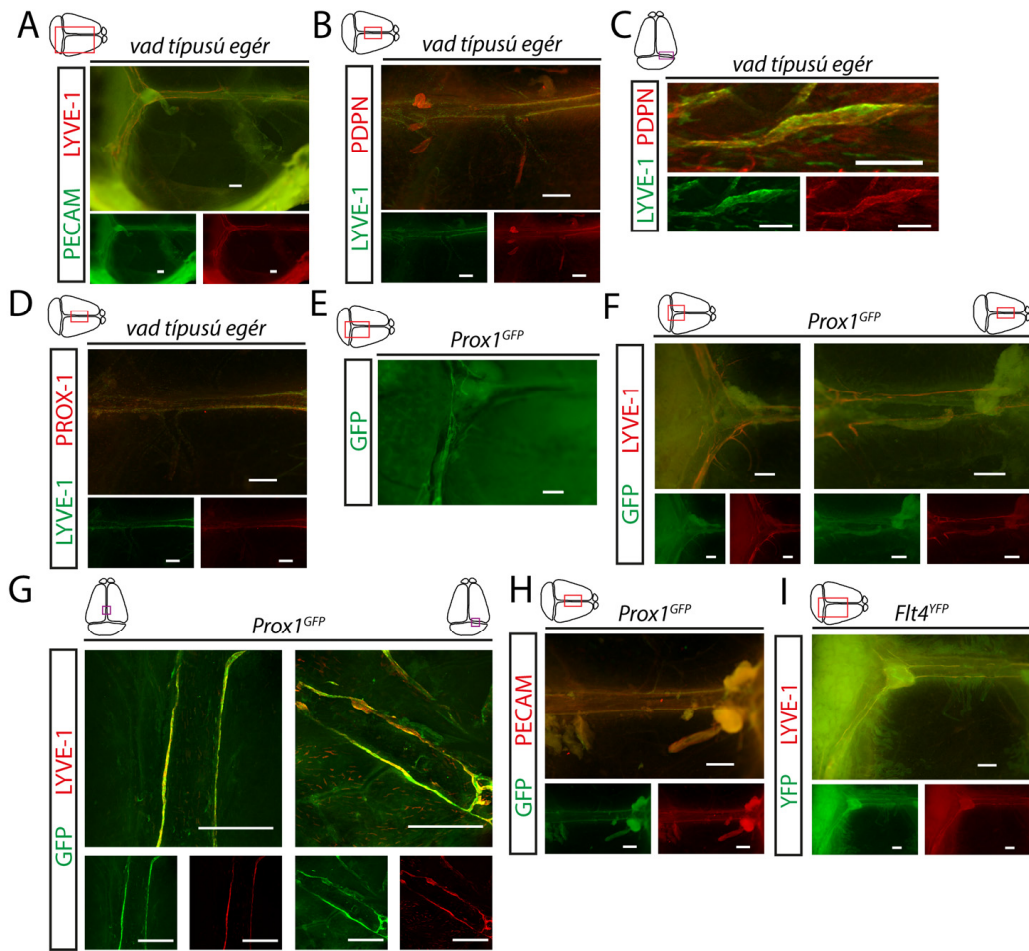 A
vad típusú egér
PECAM LYVE-1
B
vad típusú egér
LYVE-1 PDPN
C
vad típusú egér
LYVE-1 PDPN
D
vad típusú egér
LYVE-1 PROX-1
E
Prox1GFP
GFP
F
Prox1GFP
GFP LYVE-1
G
Prox1GFP
GFP LYVE-1
H
Prox1GFP
GFP PECAM
I
Flt4YFP
YFP LYVE-1